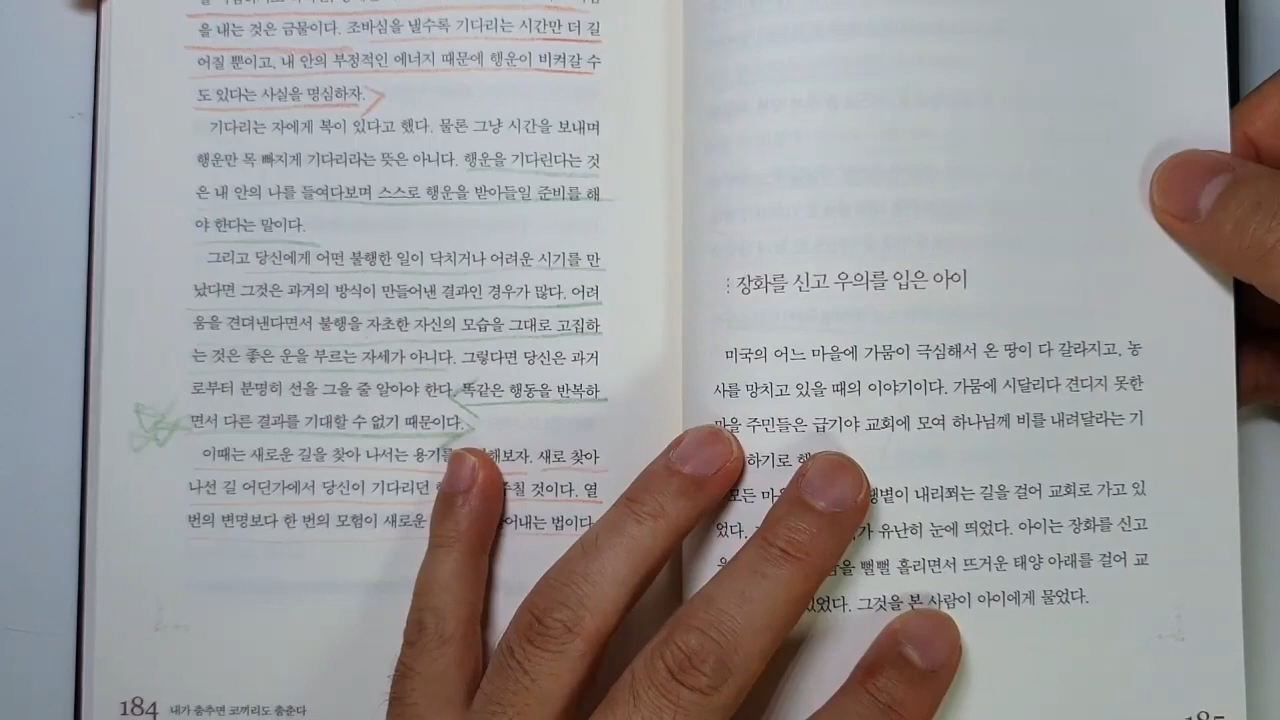 을 내는 것은 금물이다. 조바심을 낼수록 기다리는 시간만 더 길
어질 뿐이고, 내 안의 부정적인 에너지 때문에 행운이 비켜갈 수
도 있다는 사실을 명심하자.
기다리는 자에게 복이 있다고 했다. 물론 그냥 시간을 보내며
행운만 목 빠지게 기다리라는 뜻은 아니다. 행운을 기다린다는 것
은 내 안의 나를 들여다보며 스스로 행운을 받아들일 준비를 해
야 한다는 말이다.
그리고 당신에게 어떤 불행한 일이 닥치거나 어려운 시기를 만
났다면 그것은 과거의 방식이 만들어낸 결과인 경우가 많다. 어려
움을 견뎌낸다면서 불행을 자초한 자신의 모습을 그대로 고집하
는 것은 좋은 운을 부르는 자세가 아니다. 그렇다면 당신은 과거
로부터 분명히 선을 그을 줄 알아야 한다. 똑같은 행동을 반복하
면서 다른 결과를 기대할 수 없기 때문이다.
이때는 새로운 길을 찾아 나서는 용기를 해보자. 새로 찾아
나선 길 어딘가에서 당신이 기다리던 주칠 것이다. 열
번의 변명보다 한 번의 모험이 새로운 어내는 법이다.
184 내가 춤추면 코끼리도 춤춘다
장화를 신고 우의를 입은 아이
미국의 어느 마을에 가뭄이 극심해서 온 땅이 다 갈라지고, 농
사를 망치고 있을 때의 이야기이다. 가뭄에 시달리다 견디지 못한
마을 주민들은 급기야 교회에 모여 하나님께 비를 내려달라는 기
하기로 했
모든 마 땡볕이 내리쬐는 길을 걸어 교회로 가고 있
었다. 가 유난히 눈에 띄었다. 아이는 장화를 신고
땀을 뻘뻘 흘리면서 뜨거운 태양 아래를 걸어 교
있었다. 그것을 본 사람이 아이에게 물었다.